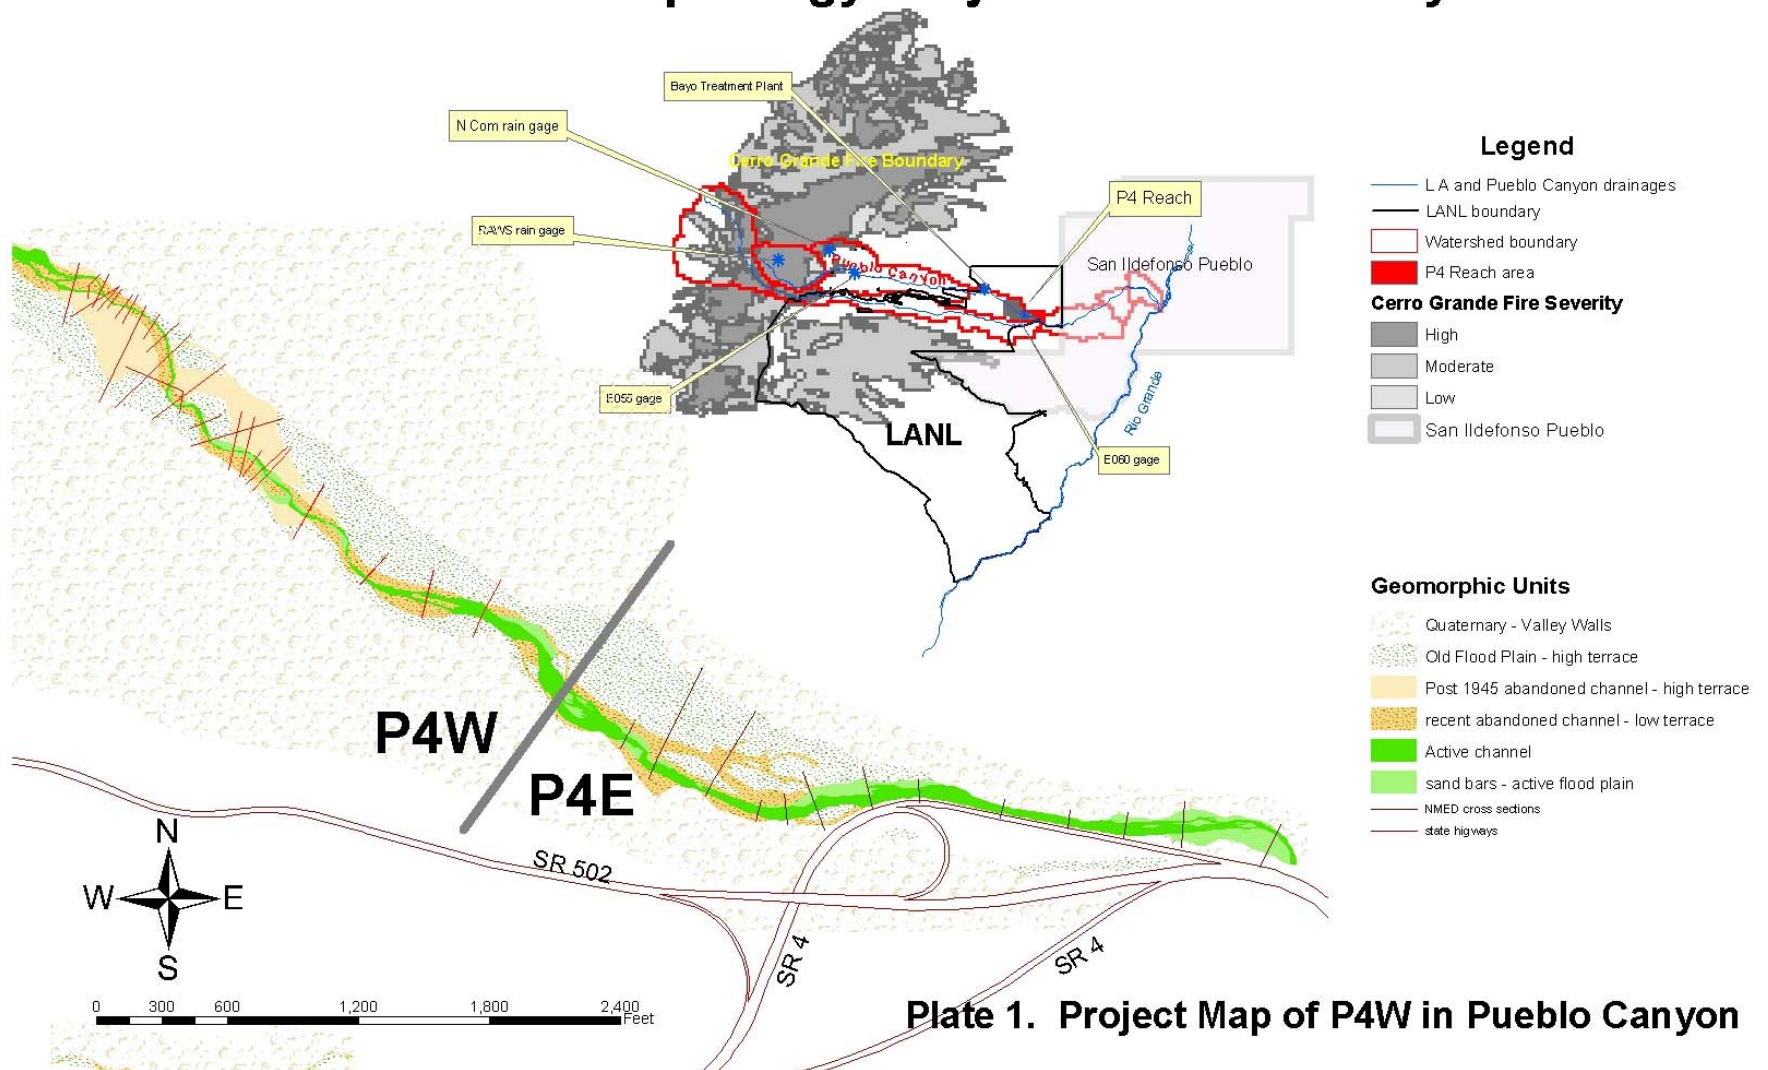 Bayo Treatment Plant
N Com rain gage
Cerro Grande Fire Boundary
P4 Reach
RAWS rain gage
Pueblo Canyon
San Ildefonso Pueblo
E055 gage
LANL
Rio Grande
E060 gage
Legend
LA and Pueblo Canyon drainages
LANL boundary
Watershed boundary
P4 Reach area
Cerro Grande Fire Severity
High
Moderate
Low
San Ildefonso Pueblo
Geomorphic Units
Quaternary - Valley Walls
Old Flood Plain - high terrace
Post 1945 abandoned channel - high terrace
recent abandoned channel - low terrace
Active channel
sand bars - active flood plain
NMED cross sections
state higways
P4W
P4E
SR 502
SR 4
SR 4
N
W E
S
0 300 600 1,200 1,800 2,400
Feet
Plate 1. Project Map of P4W in Pueblo Canyon